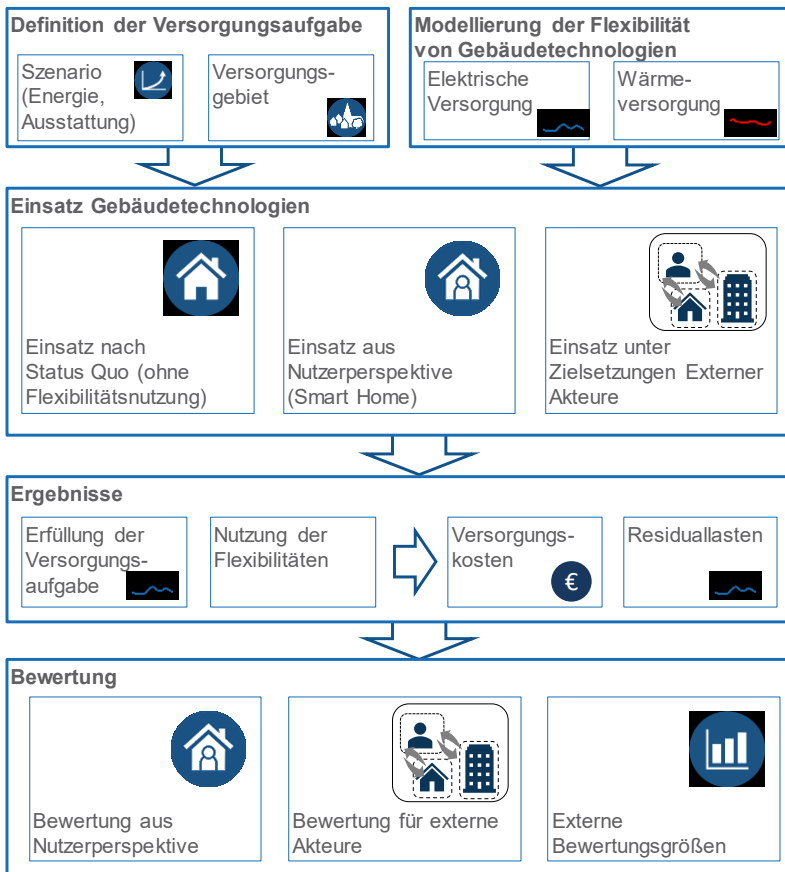 Definition der Versorgungsaufgabe
Szenario
(Energie,
Ausstattung)
Versorgungs-
gebiet
Modellierung der Flexibilität
von Gebäudetechnologien
Elektrische
Versorgung
Wärme-
versorgung
Einsatz Gebäudetechnologien
Einsatz nach
Status Quo (ohne
Flexibilitätsnutzung)
Einsatz aus
Nutzerperspektive
(Smart Home)
Einsatz unter
Zielsetzungen Externer
Akteure
Ergebnisse
Erfüllung der
Versorgungs-
aufgabe
Nutzung der
Flexibilitäten
Versorgungs-
kosten
€
Residuallasten
Bewertung
Bewertung aus
Nutzerperspektive
Bewertung für externe
Akteure
Externe
Bewertungsgrößen